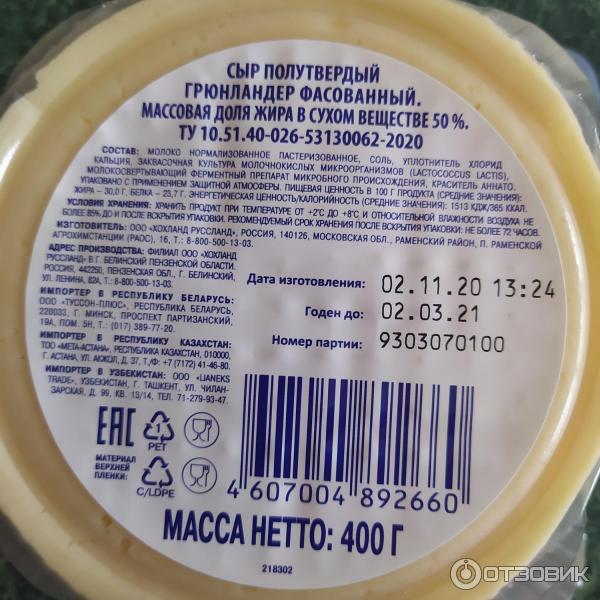 СЫР ПОЛУТВЕРДЫЙ
ГРЮНЛАНДЕР ФАСОВАННЫЙ.
МАССОВАЯ ДОЛЯ ЖИРА В СУХОМ ВЕЩЕСТВЕ 50 %.
ТУ 10.51.40-026-53130062-2020
СОСТАВ: МОЛОКО НОРМАЛИЗОВАННОЕ ПАСТЕРИЗОВАННОЕ, СОЛЬ, УПЛОТНИТЕЛЬ ХЛОРИД
КАЛЬЦИЯ, ЗАКВАСОЧНАЯ КУЛЬТУРА МОЛОЧНОКИСЛЫХ МИКРООРГАНИЗМОВ (LACTOCOCCUS LACTIS),
МОЛОКОСВЕРТЫВАЮЩИЙ ФЕРМЕНТНЫЙ ПРЕПАРАТ МИКРОБНОГО ПРОИСХОЖДЕНИЯ, КРАСИТЕЛЬ АННАТО.
УПАКОВАНО С ПРИМЕНЕНИЕМ ЗАЩИТНОЙ АТМОСФЕРЫ. ПИЩЕВАЯ ЦЕННОСТЬ В 100 Г ПРОДУКТА (СРЕДНИЕ ЗНАЧЕНИЯ):
ЖИРА – 30,0 Г, БЕЛКА – 23,7 Г. ЭНЕРГЕТИЧЕСКАЯ ЦЕННОСТЬ/КАЛОРИЙНОСТЬ (СРЕДНИЕ ЗНАЧЕНИЯ): 1513 КДЖ/365 ККАЛ.
УСЛОВИЯ ХРАНЕНИЯ: ХРАНИТЬ ПРОДУКТ ПРИ ТЕМПЕРАТУРЕ ОТ +2°С ДО +8°С И ОТНОСИТЕЛЬНОЙ ВЛАЖНОСТИ ВОЗДУХА НЕ
БОЛЕЕ 85% ДО И ПОСЛЕ ВСКРЫТИЯ УПАКОВКИ. РЕКОМЕНДУЕМЫЙ СРОК ХРАНЕНИЯ ПОСЛЕ ВСКРЫТИЯ УПАКОВКИ: НЕ БОЛЕЕ 72 ЧАСОВ.
ИЗГОТОВИТЕЛЬ: ООО «ХОХЛАНД РУССЛАНД», РОССИЯ, 140126, МОСКОВСКАЯ ОБЛ., РАМЕНСКИЙ РАЙОН, П. РАМЕНСКОЙ
АГРОХИМСТАНЦИИ (РАОС), 16, Т.: 8-800-500-13-03.
АДРЕС ПРОИЗВОДСТВА: ФИЛИАЛ ООО «ХОХЛАНД
РУССЛАНД» В Г. БЕЛИНСКИЙ ПЕНЗЕНСКОЙ ОБЛАСТИ.
РОССИЯ, 442250, ПЕНЗЕНСКАЯ ОБЛ., Г. БЕЛИНСКИЙ,
УЛ. ЛЕНИНА, 82А, Т.: 8-800-500-13-03.
ИМПОРТЕР В РЕСПУБЛИКУ БЕЛАРУСЬ:
ООО «ТУССОН-ПЛЮС», РЕСПУБЛИКА БЕЛАРУСЬ,
220033, Г. МИНСК, ПРОСПЕКТ ПАРТИЗАНСКИЙ,
19А, ПОМ. 5Н, Т.: (017) 389-77-20.
ИМПОРТЕР В РЕСПУБЛИКУ КАЗАХСТАН:
ТОО «МЕТА-АСТАНА», РЕСПУБЛИКА КАЗАХСТАН, 010000,
Г. АСТАНА, УЛ. АКЖОЛ, Д. 37, Т./Ф: +7 (7172) 41-46-80.
ИМПОРТЕР В УЗБЕКИСТАН: ООО «LIANEKS
TRADE», УЗБЕКИСТАН, Г. ТАШКЕНТ, УЛ. ЧИЛАН-
ЗАРСКАЯ, Д. 99, КВ. 13/14, ТЕЛ. 71-279-93-47.
Дата изготовления: 02.11.20 13:24
Годен до: 02.03.21
Номер партии: 9303070100
EAC
1
PET
МАТЕРИАЛ
ВЕРХНЕЙ
ПЛЕНКИ:
C/LDPE
4 607004 892660
МАССА НЕТТО: 400 Г
218302
ОТЗОВИК